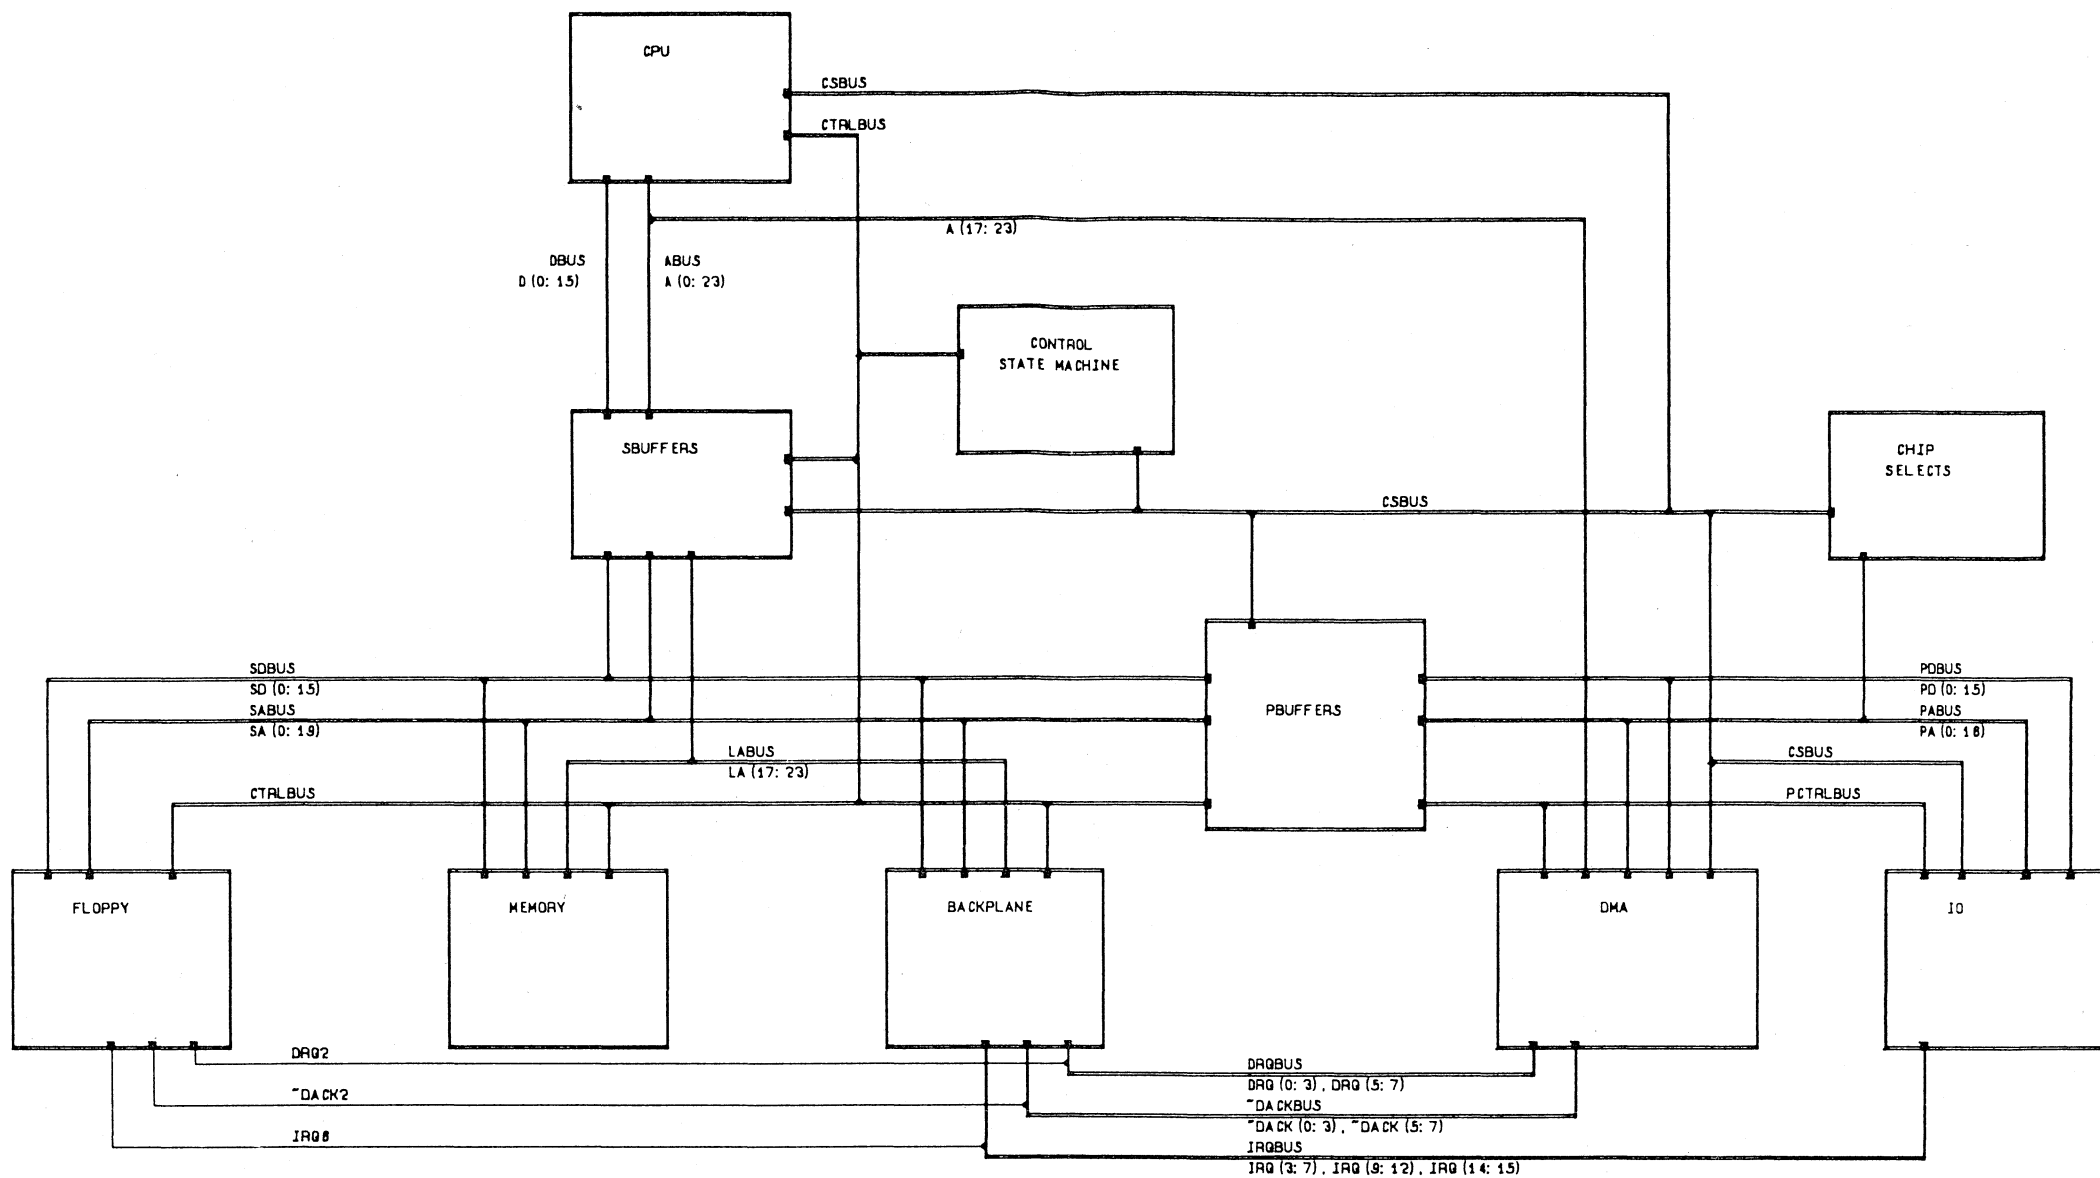 CPU
CSBUS
CTRLBUS
A (17: 23)
DBUS
D (0: 15)
ABUS
A (0: 23)
CONTROL
STATE MACHINE
SBUFFERS
CHIP
SELECTS
CSBUS
SDBUS
SD (0: 15)
SABUS
SA (0: 19)
LABUS
LA (17: 23)
CTRLBUS
PBUFFERS
PDBUS
PD (0: 15)
PABUS
PA (0: 16)
CSBUS
PCTRLBUS
FLOPPY
MEMORY
BACKPLANE
DMA
IO
DRQ2
~DACK2
IRQ6
DRQBUS
DRQ (0: 3), DRQ (5: 7)
~DACKBUS
~DACK (0: 3), ~DACK (5: 7)
IRQBUS
IRQ (3: 7), IRQ (9: 12), IRQ (14: 15)